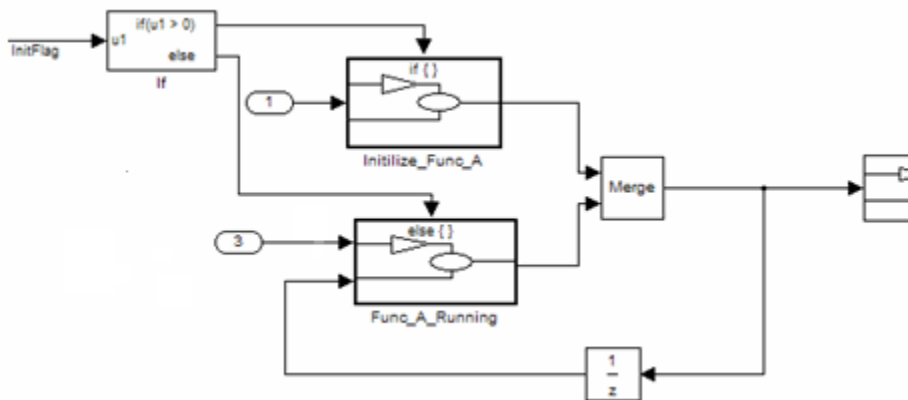 if(u1 > 0)
u1
else
InitFlag
If
if { }
1
Initilize_Func_A
Merge
else { }
3
Func_A_Running
1
z